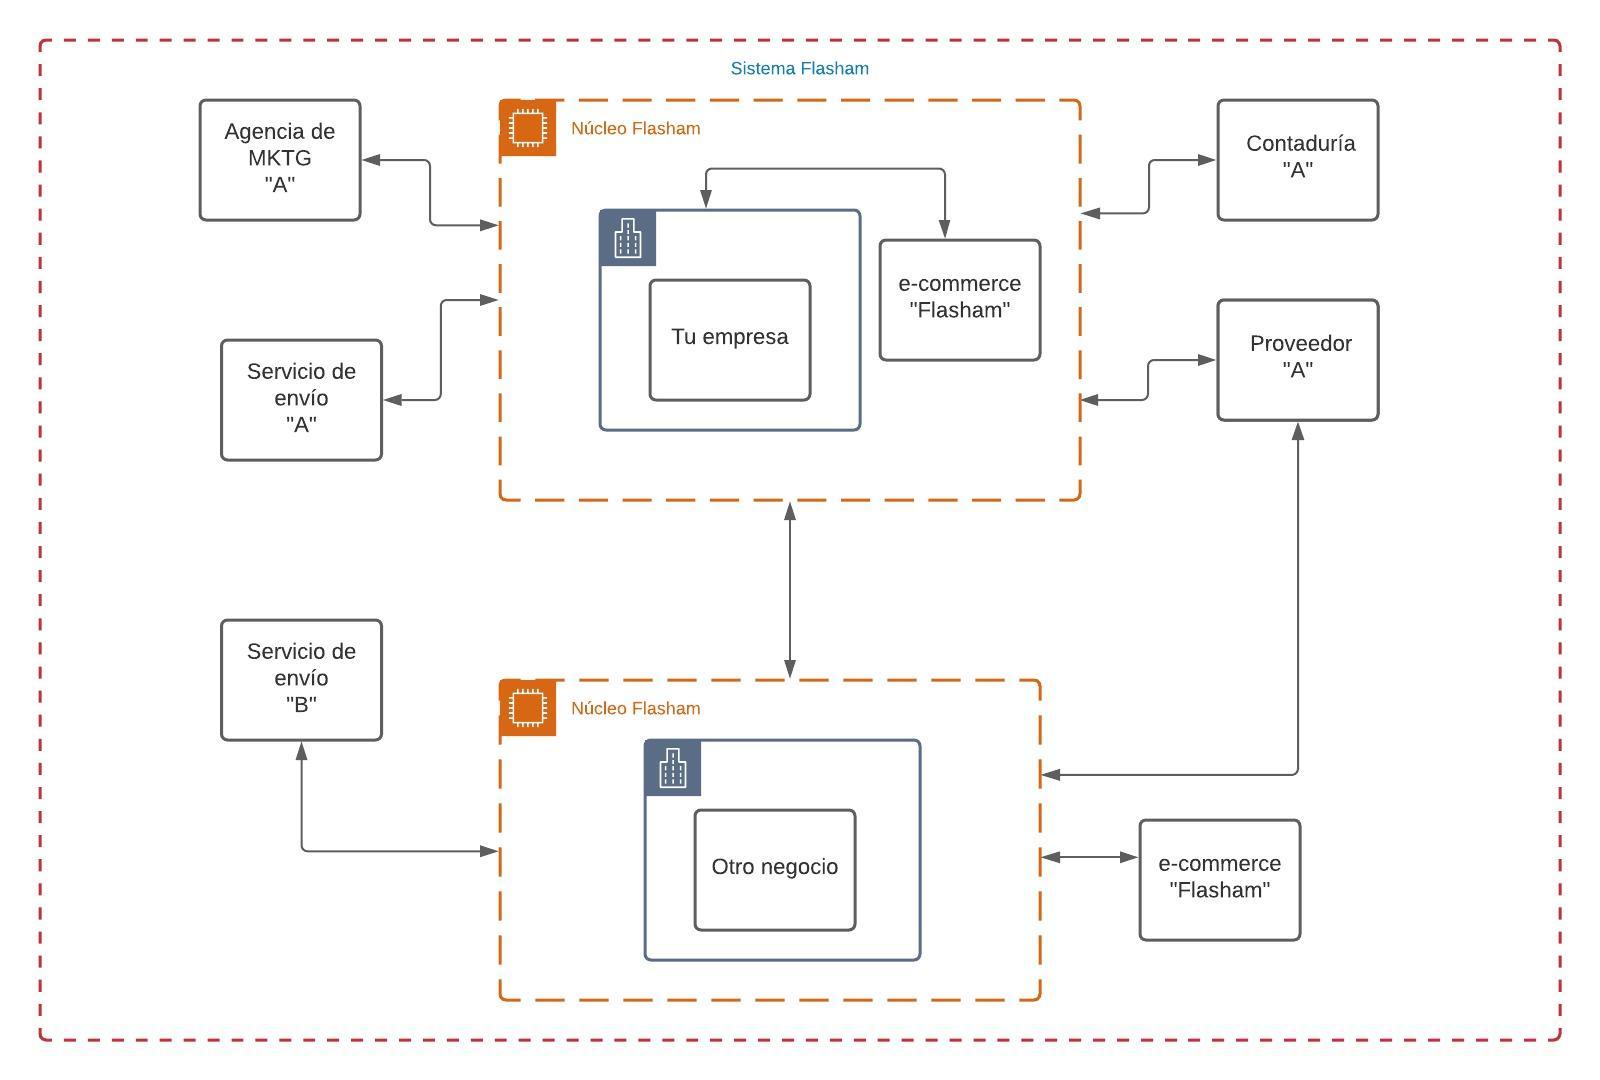 Sistema Flasham
Agencia de
MKTG
"A"
Núcleo Flasham
Contaduría
"A"
Tu empresa
e-commerce
"Flasham"
Servicio de
envío
"A"
Proveedor
"A"
Servicio de
envío
"B"
Núcleo Flasham
Otro negocio
e-commerce
"Flasham"